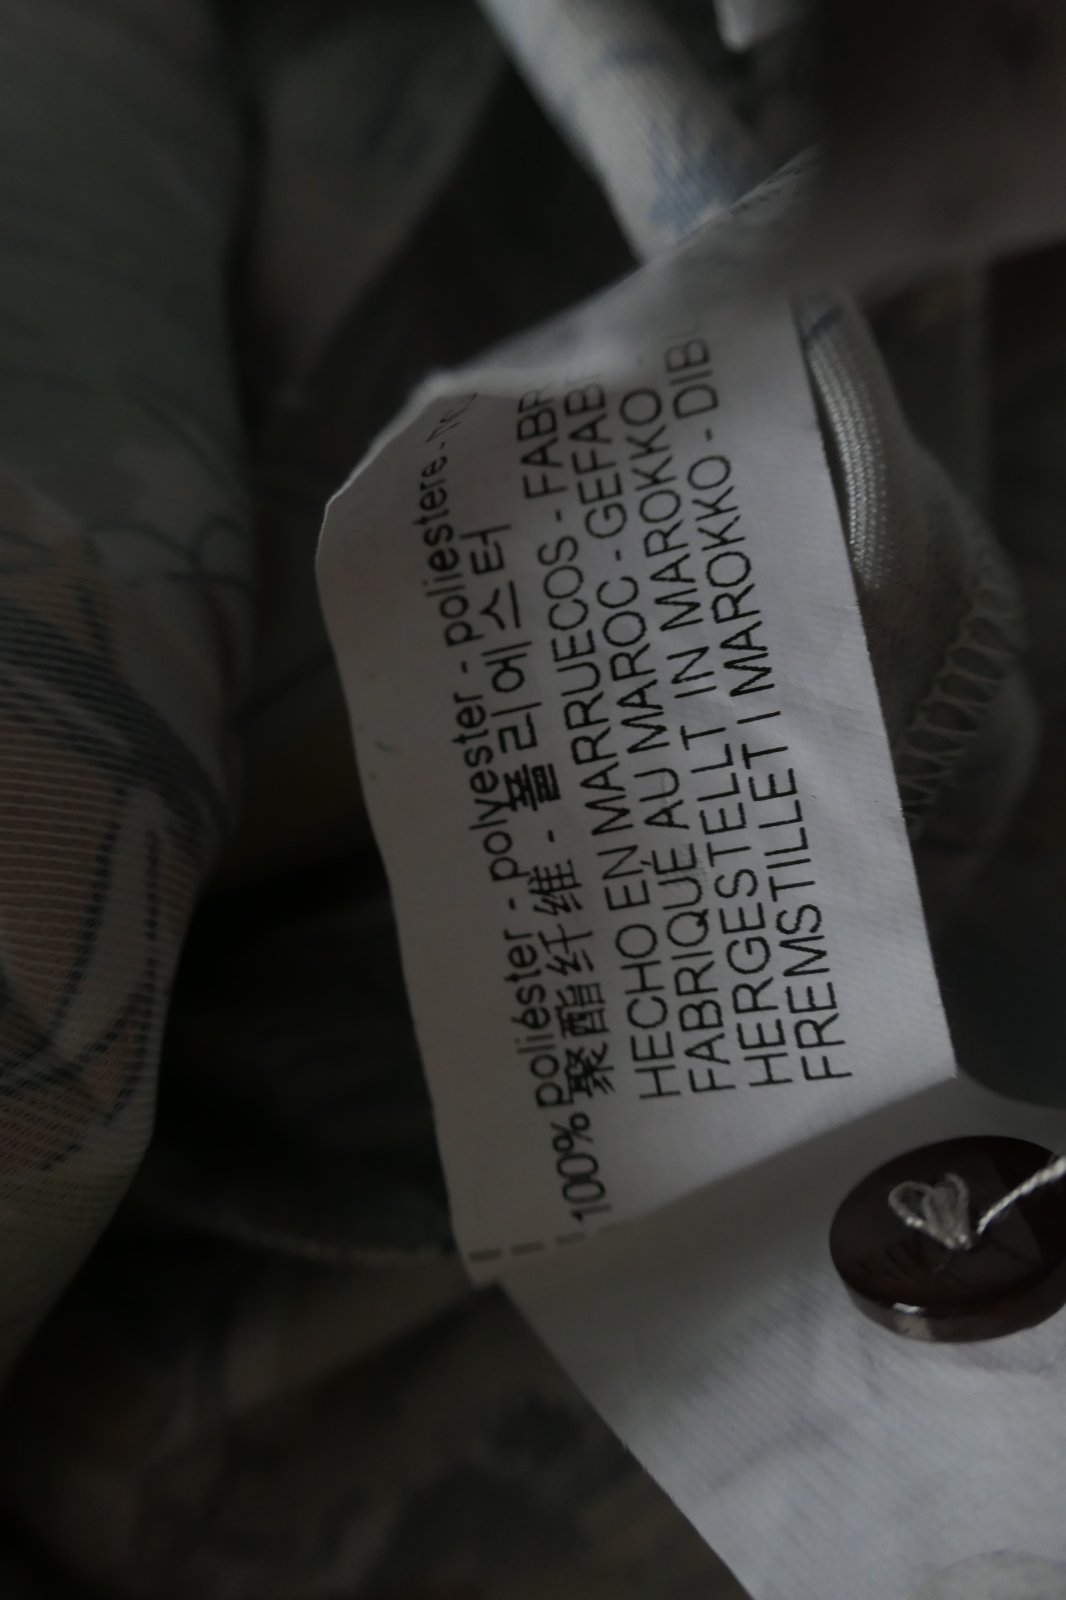 100% poliéster - polyester - poliestere -
聚酯纤维 - 폴리에스터
HECHO EN MARRUECOS - FABR
FABRIQUÉ AU MAROC - GEFAB
HERGESTELLT IN MAROKKO
FREMSTILLET I MAROKKO - DIB